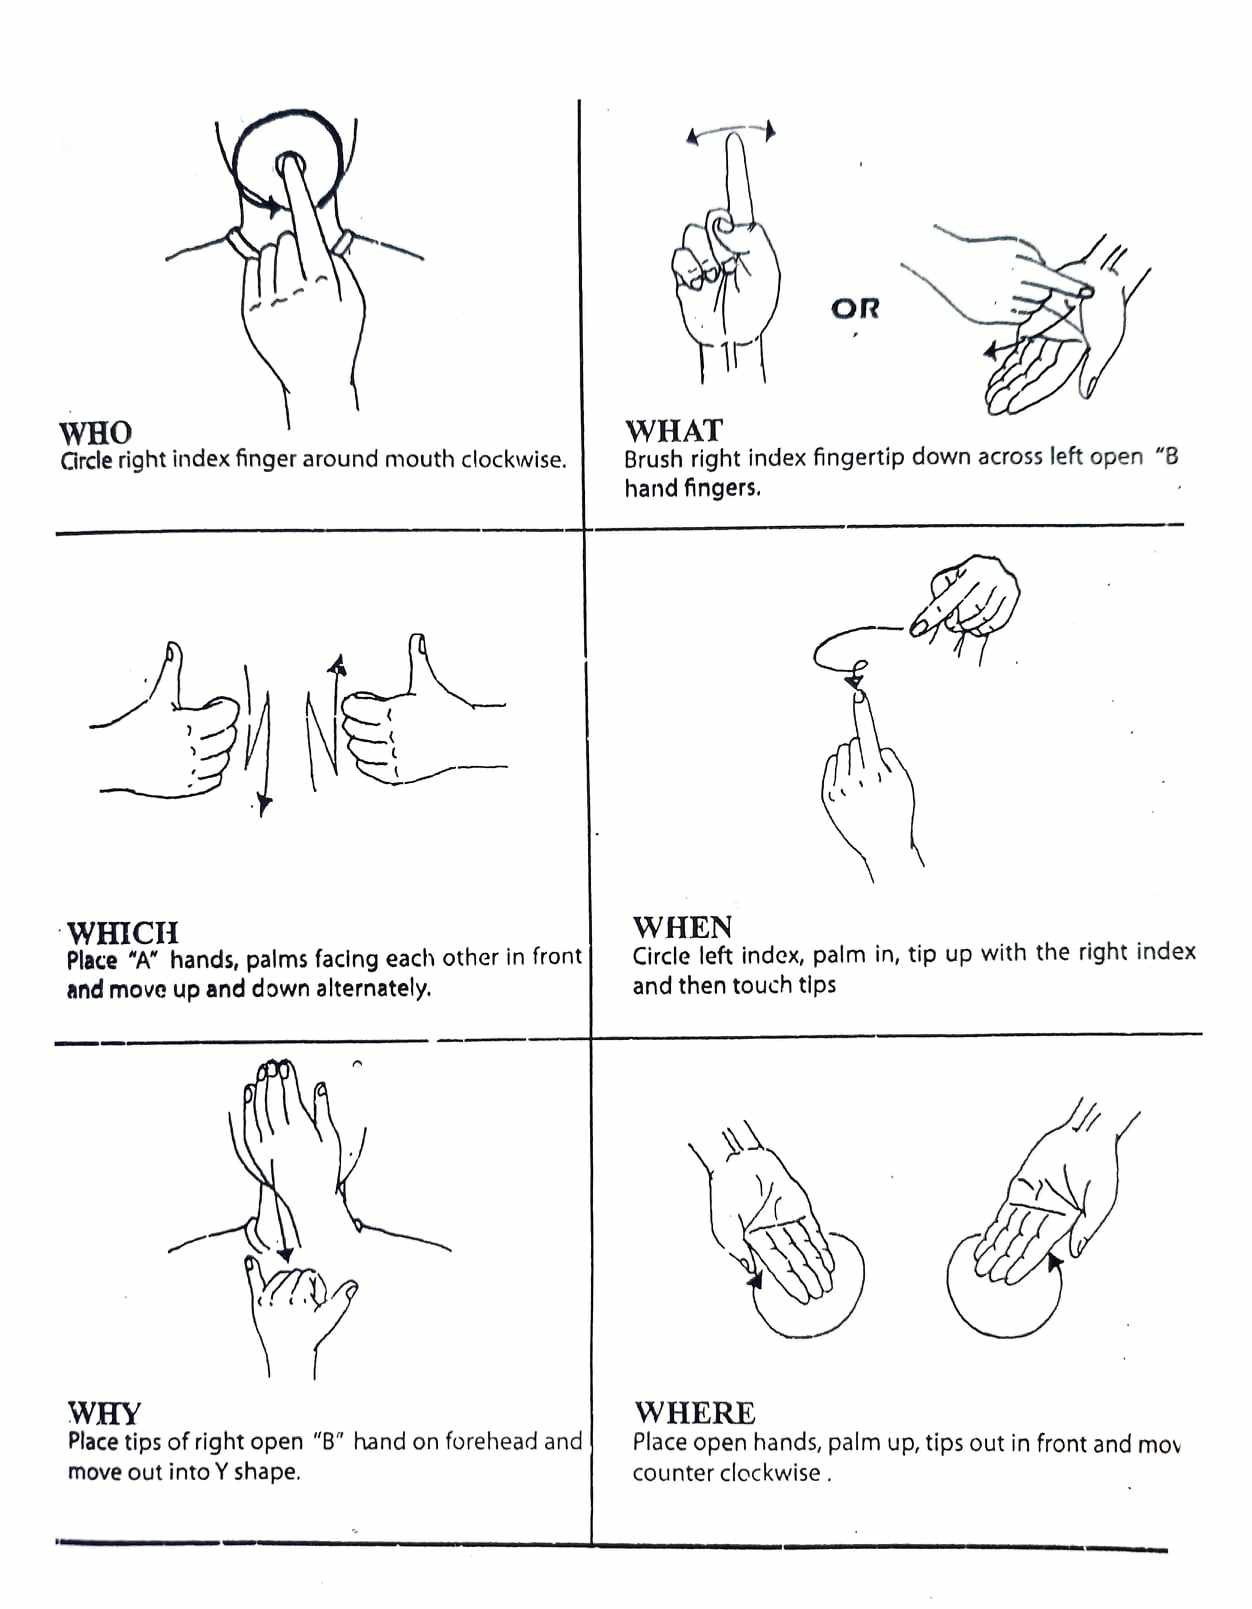 OR
WHO
Circle right index finger around mouth clockwise.
WHAT
Brush right index fingertip down across left open "B
hand fingers.
WHICH
Place "A" hands, palms facing each other in front
and move up and down alternately.
WHEN
Circle left index, palm in, tip up with the right index
and then touch tips
WHY
Place tips of right open "B" hand on forehead and
move out into Y shape.
WHERE
Place open hands, palm up, tips out in front and mov
counter clockwise .